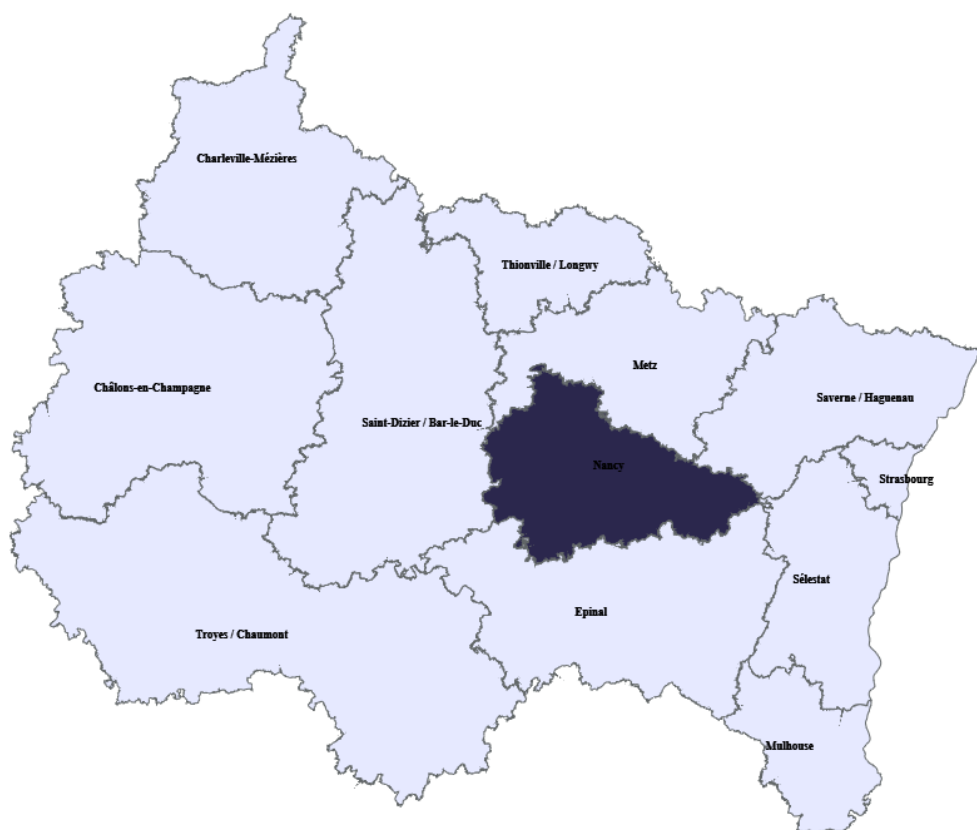 Charleville-Mézières
Thionville / Longwy
Metz
Châlons-en-Champagne
Saverne / Haguenau
Saint-Dizier / Bar-le-Duc
Nancy
Strasbourg
Sélestat
Epinal
Troyes / Chaumont
Mulhouse